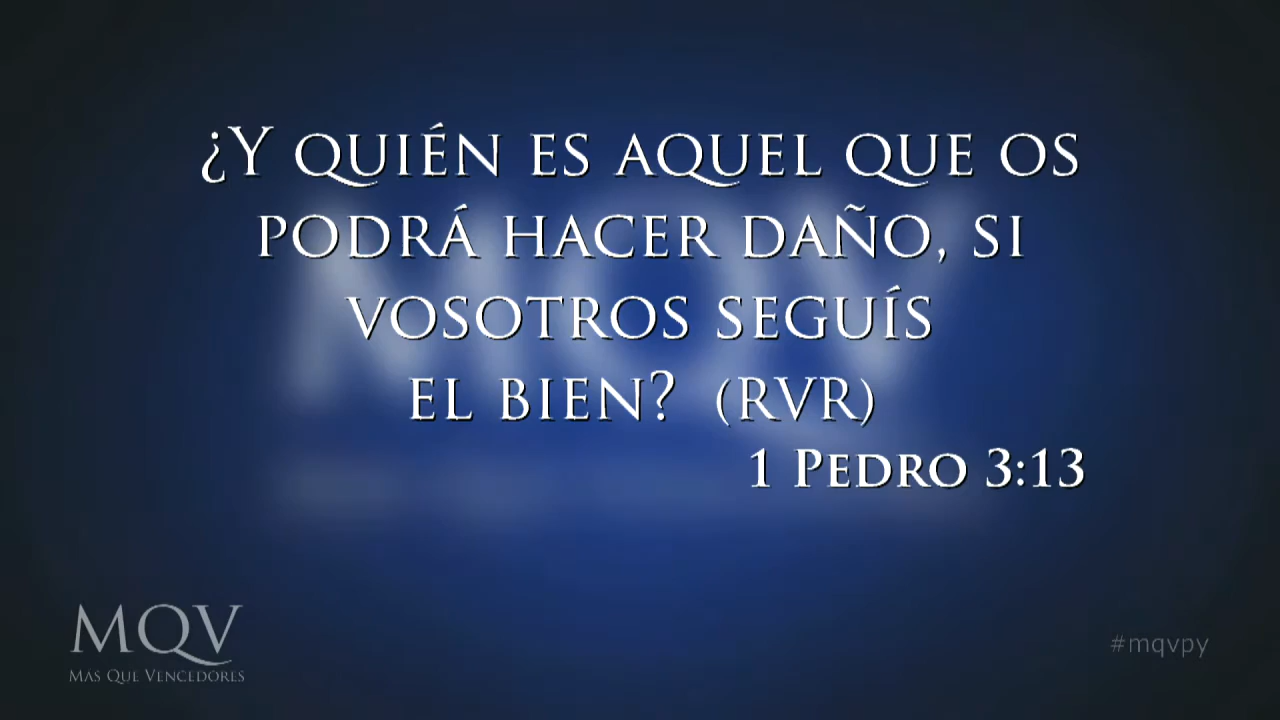 ¿Y QUIÉN ES AQUEL QUE OS
PODRÁ HACER DAÑO, SI
VOSOTROS SEGUÍS
EL BIEN? (RVR)
1 PEDRO 3:13
MQV
MÁS QUE VENCEDORES
#mqvpy